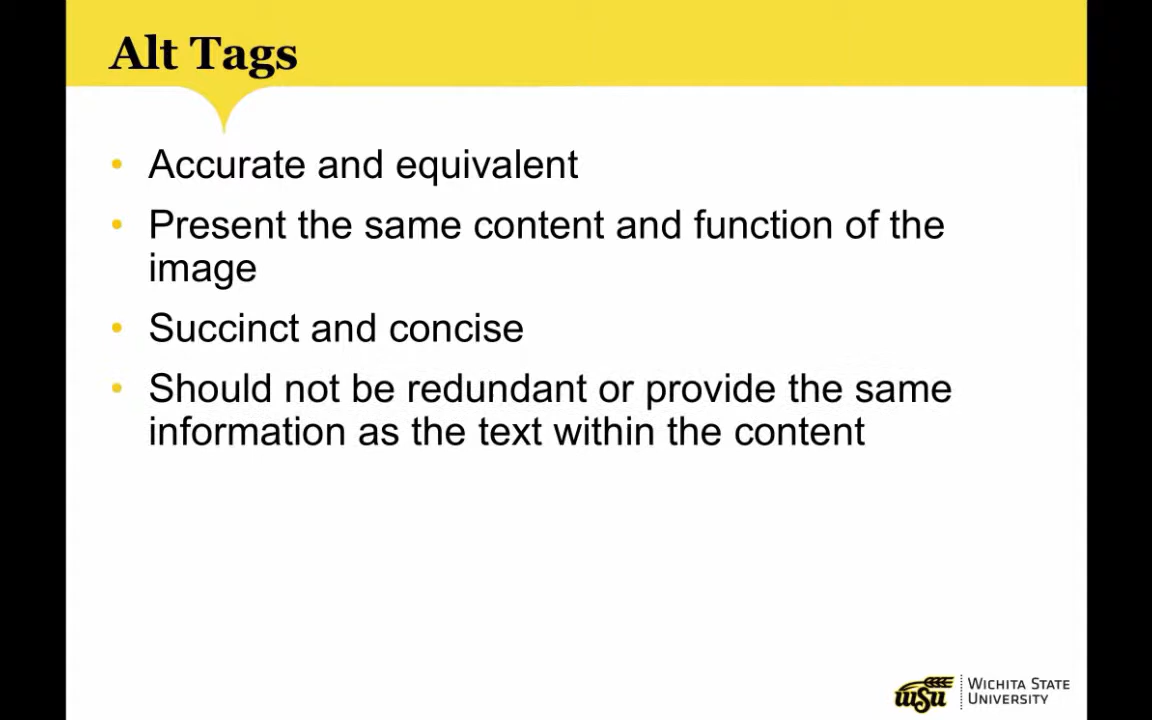 Alt Tags
• Accurate and equivalent
• Present the same content and function of the
image
• Succinct and concise
• Should not be redundant or provide the same
information as the text within the content
WSU
WICHITA STATE
UNIVERSITY